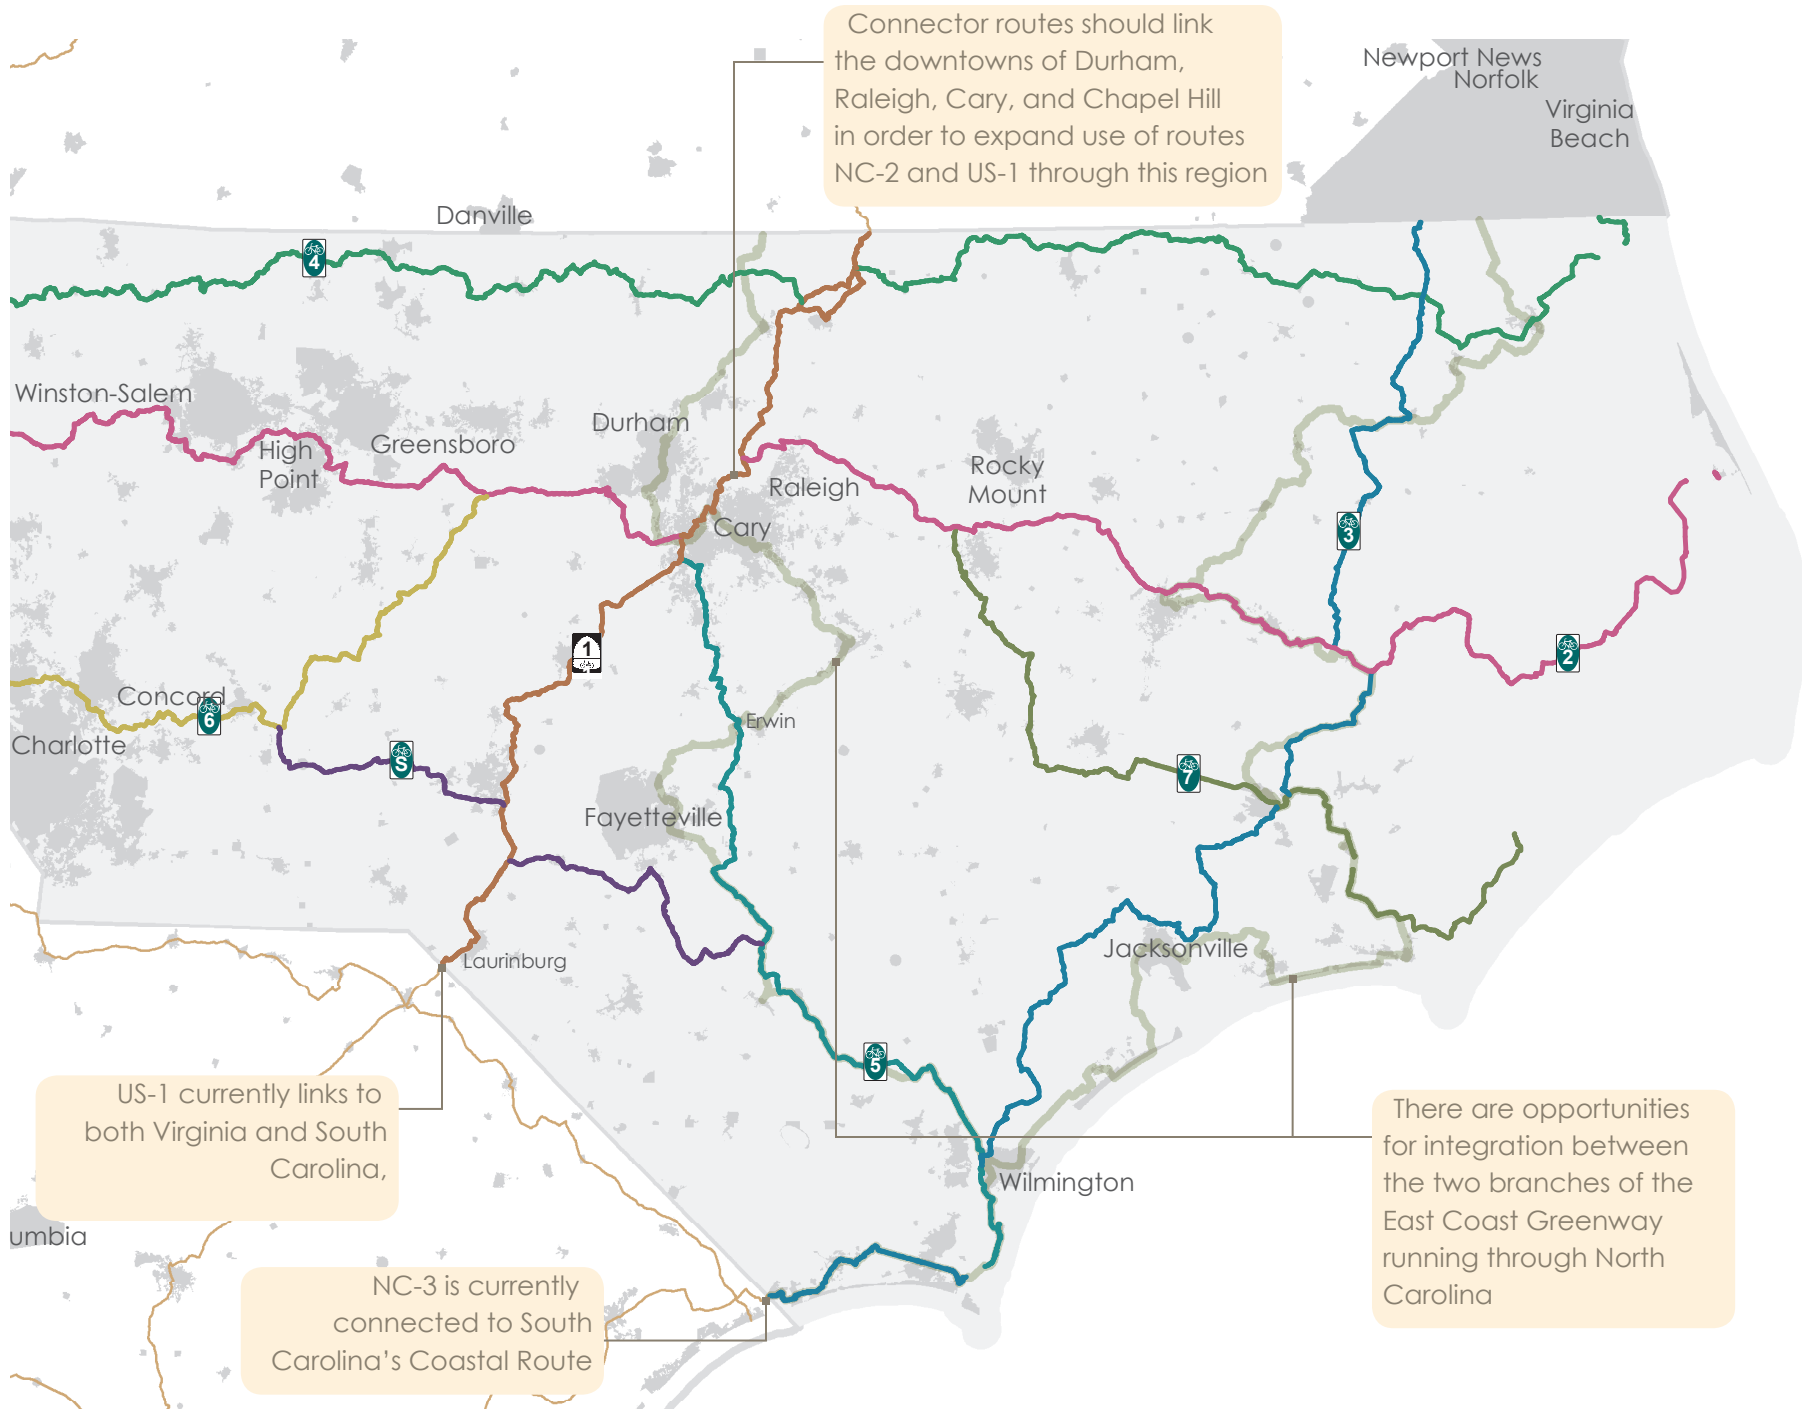 Connector routes should link
the downtowns of Durham,
Raleigh, Cary, and Chapel Hill
in order to expand use of routes
NC-2 and US-1 through this region
Newport News
Norfolk
Virginia
Beach
Danville
4
Winston-Salem
High
Point
Greensboro
Durham
Raleigh
Cary
Rocky
Mount
3
1
2
Concord
6
Charlotte
S
Erwin
7
Fayetteville
Laurinburg
Jacksonville
5
US-1 currently links to
both Virginia and South
Carolina,
There are opportunities
for integration between
the two branches of the
East Coast Greenway
running through North
Carolina
Wilmington
umbia
NC-3 is currently
connected to South
Carolina's Coastal Route